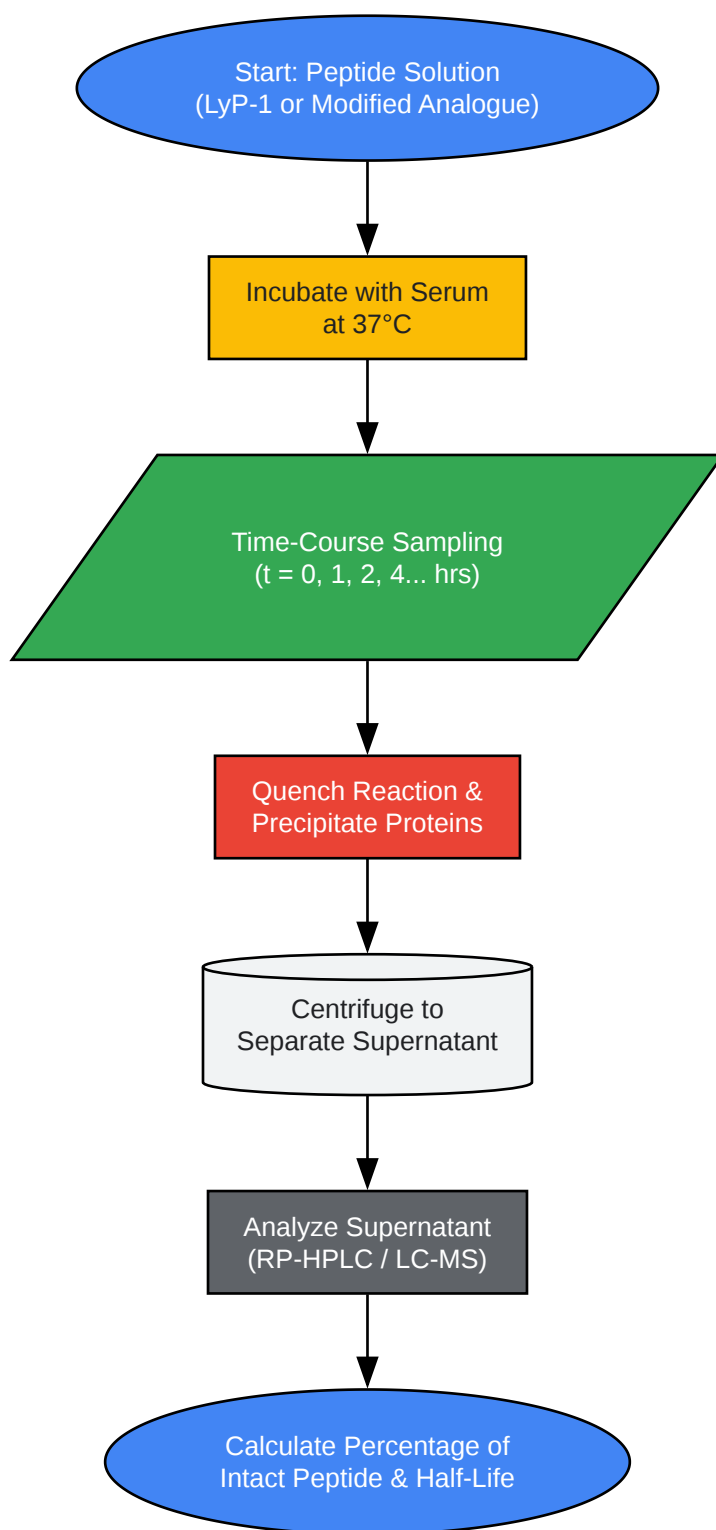 Start: Peptide Solution
(LyP-1 or Modified Analogue)
Incubate with Serum
at 37°C
Time-Course Sampling
(t = 0, 1, 2, 4... hrs)
Quench Reaction &
Precipitate Proteins
Centrifuge to
Separate Supernatant
Analyze Supernatant
(RP-HPLC / LC-MS)
Calculate Percentage of
Intact Peptide & Half-Life